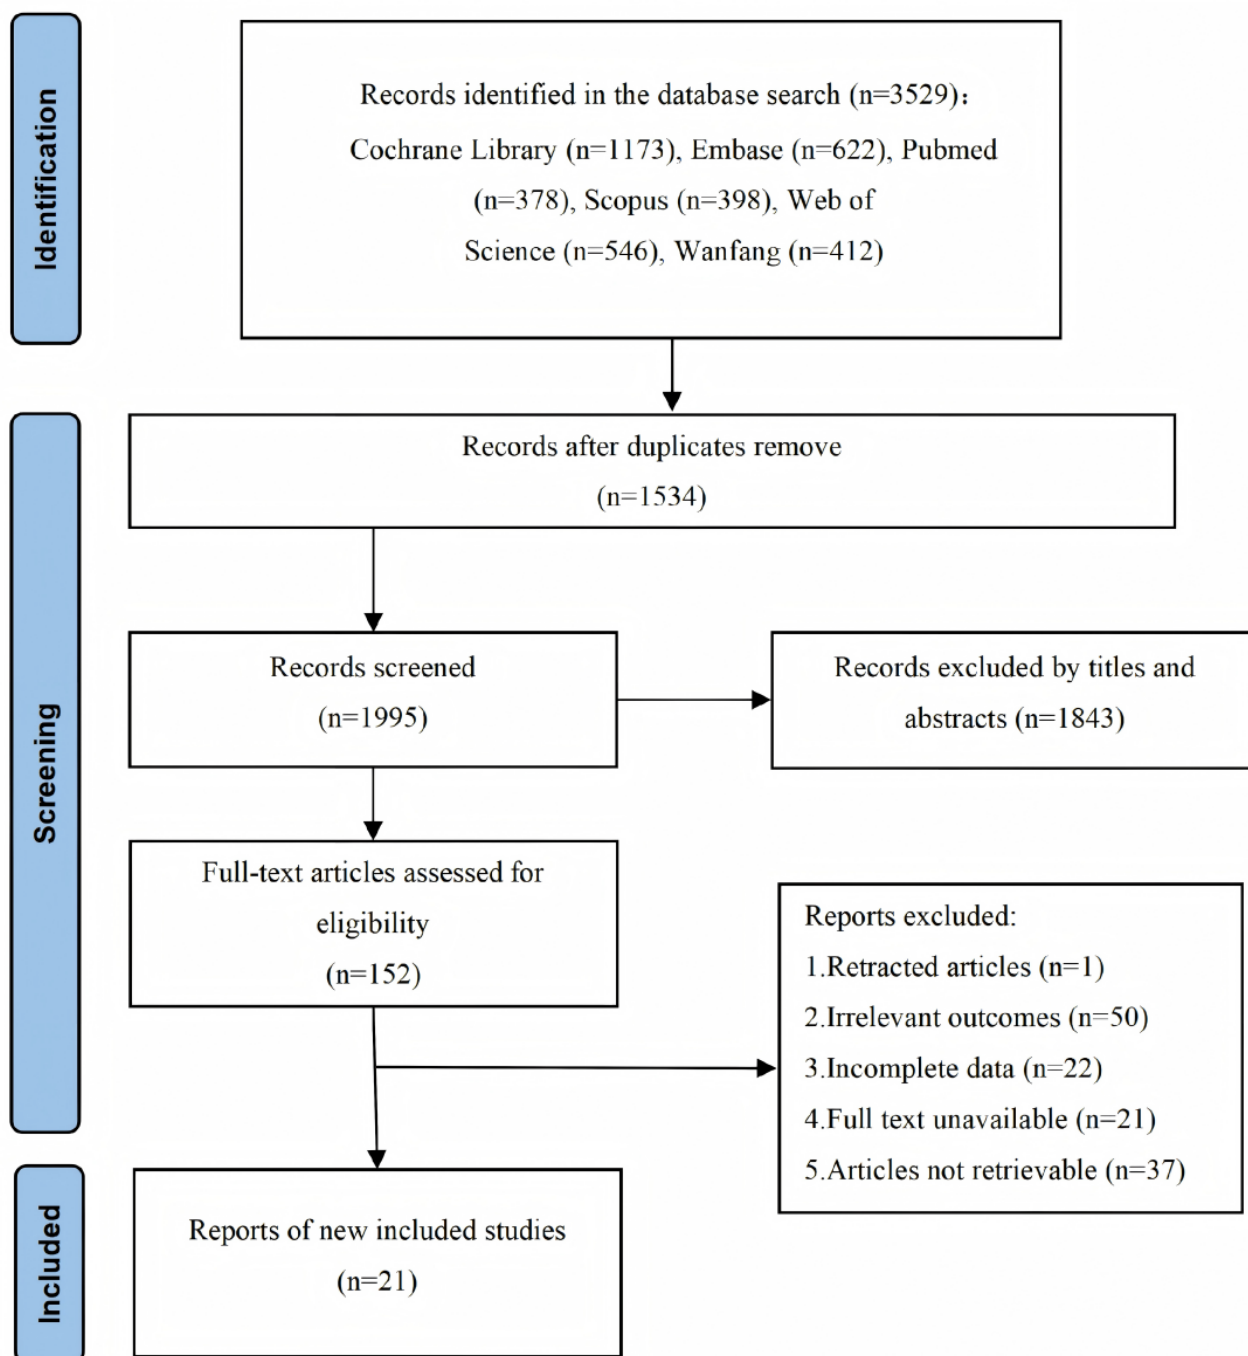 Identification
Records identified in the database search (n=3529):
Cochrane Library (n=1173), Embase (n=622), Pubmed
(n=378), Scopus (n=398), Web of
Science (n=546), Wanfang (n=412)
Screening
Records after duplicates remove
(n=1534)
Records screened
(n=1995)
Records excluded by titles and
abstracts (n=1843)
Full-text articles assessed for
eligibility
(n=152)
Reports excluded:
1.Retracted articles (n=1)
2.Irrelevant outcomes (n=50)
3.Incomplete data (n=22)
4.Full text unavailable (n=21)
5.Articles not retrievable (n=37)
Included
Reports of new included studies
(n=21)